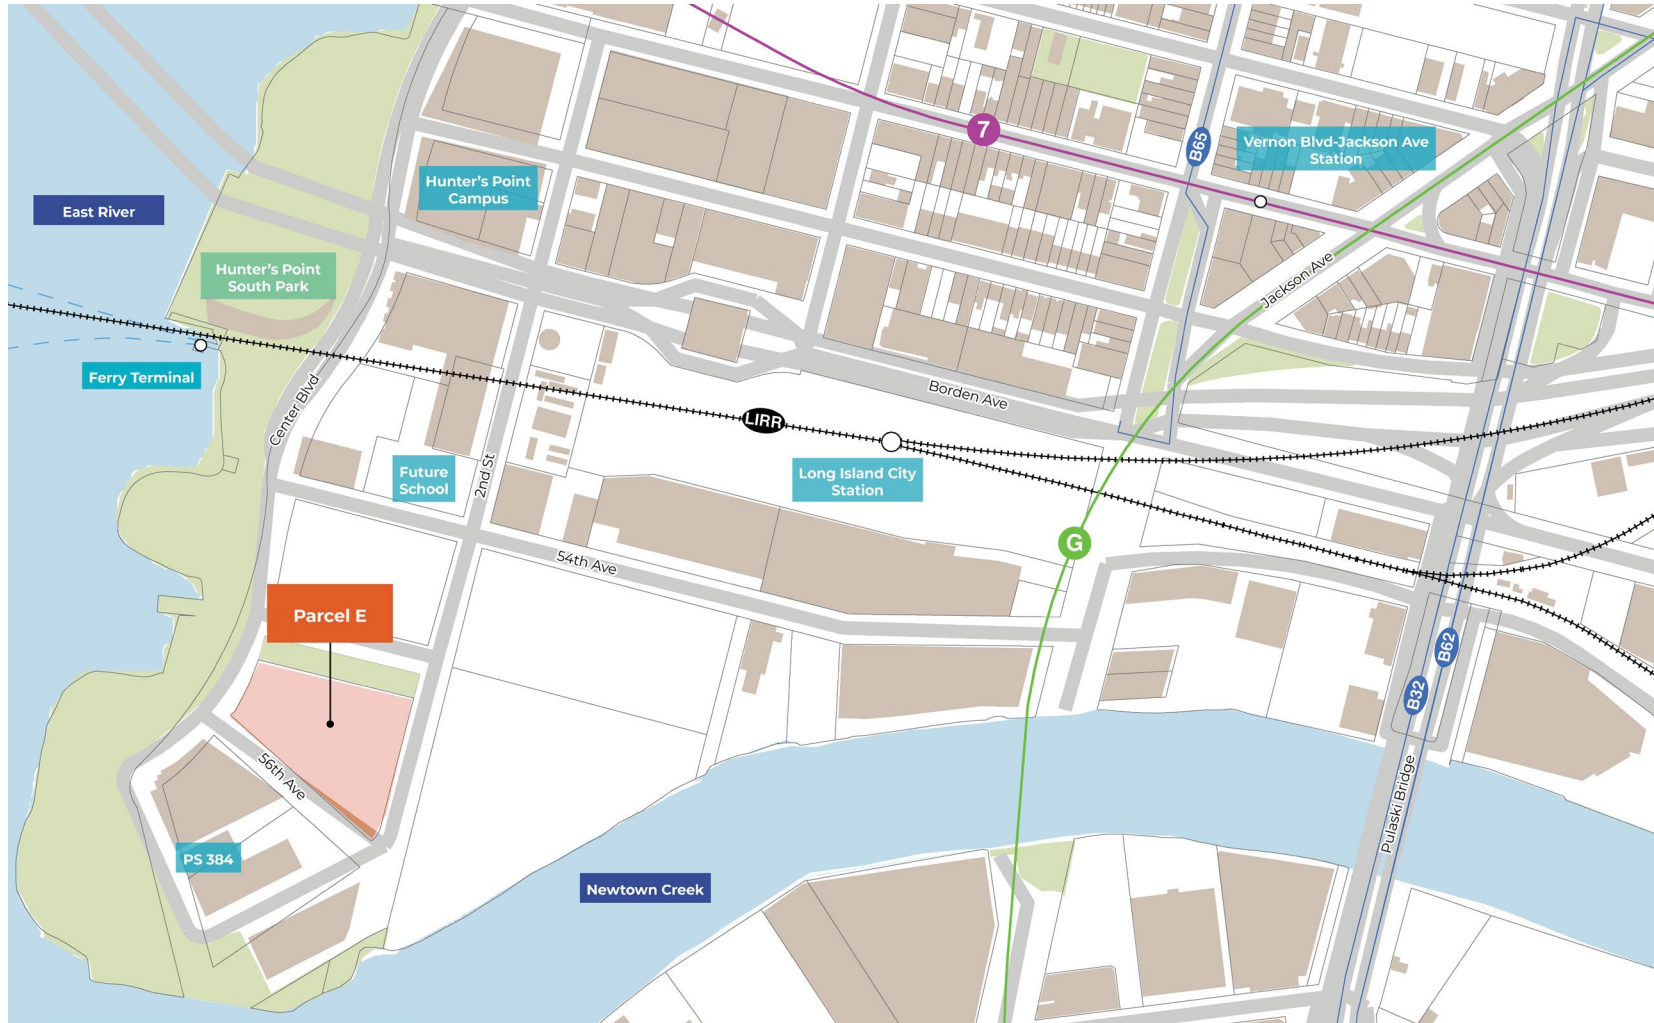 7
B65
Vernon Blvd-Jackson Ave
Station
Hunter's Point
Campus
East River
Hunter's Point
South Park
Jackson Ave
Ferry Terminal
Center Blvd
Borden Ave
LIRR
Future
School
2nd St
Long Island City
Station
G
54th Ave
Parcel E
B62
B32
56th Ave
Pulaski Bridge
PS 384
Newtown Creek